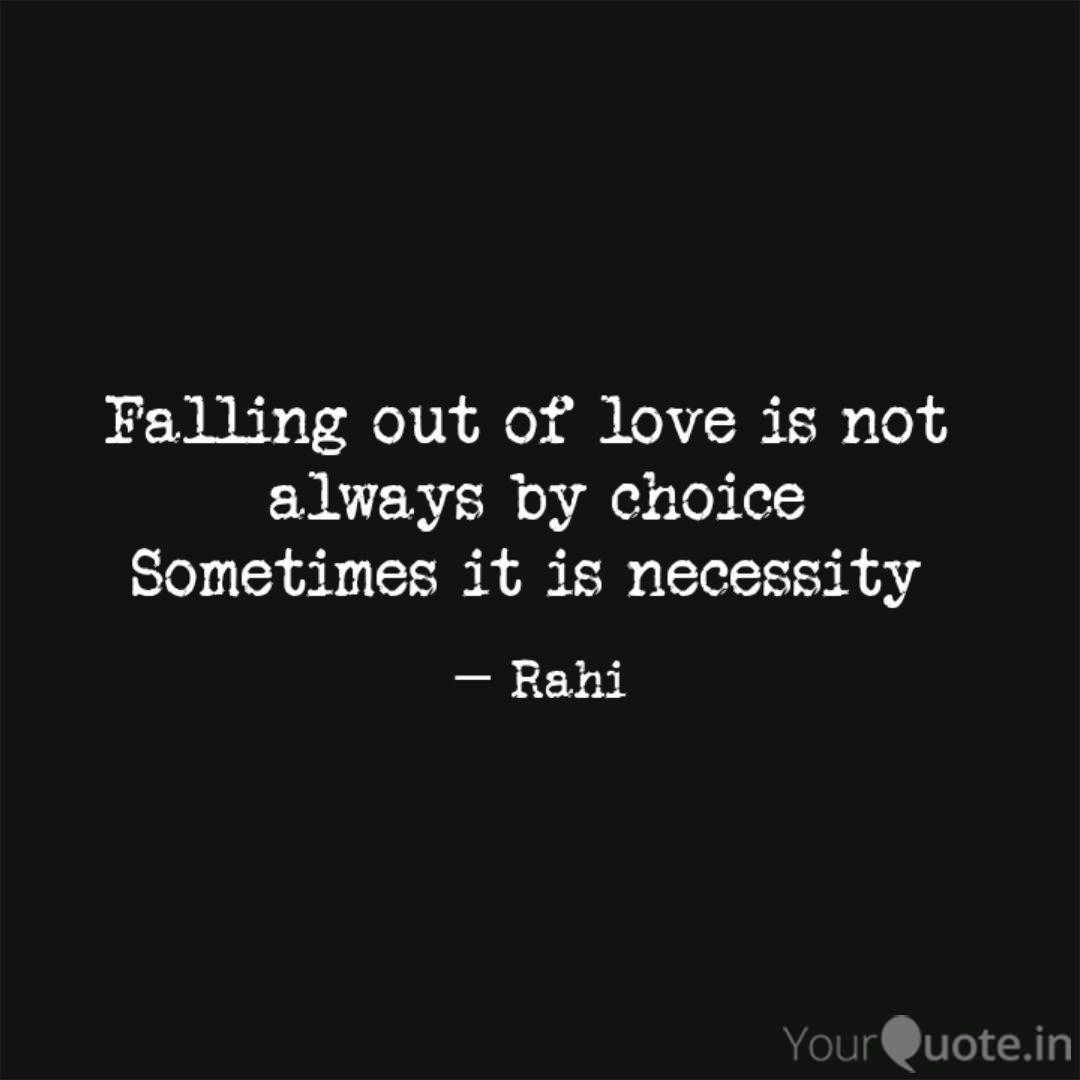 Falling out of love is not
always by choice
Sometimes it is necessity
— Rahi
YourQuote.in